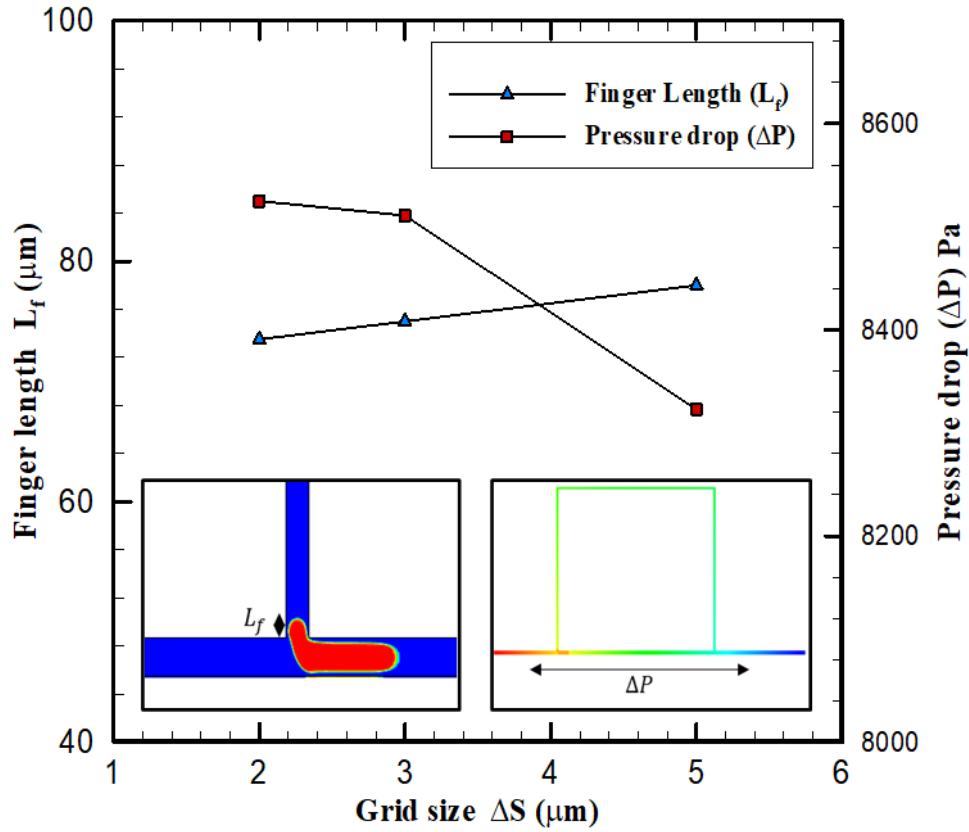 100
80
60
40
Finger length L_f (μm)
Finger Length (L_f)
Pressure drop (ΔP)
8600
8400
8200
8000
Pressure drop (ΔP) Pa
L_f
ΔP
1 2 3 4 5 6
Grid size ΔS (μm)